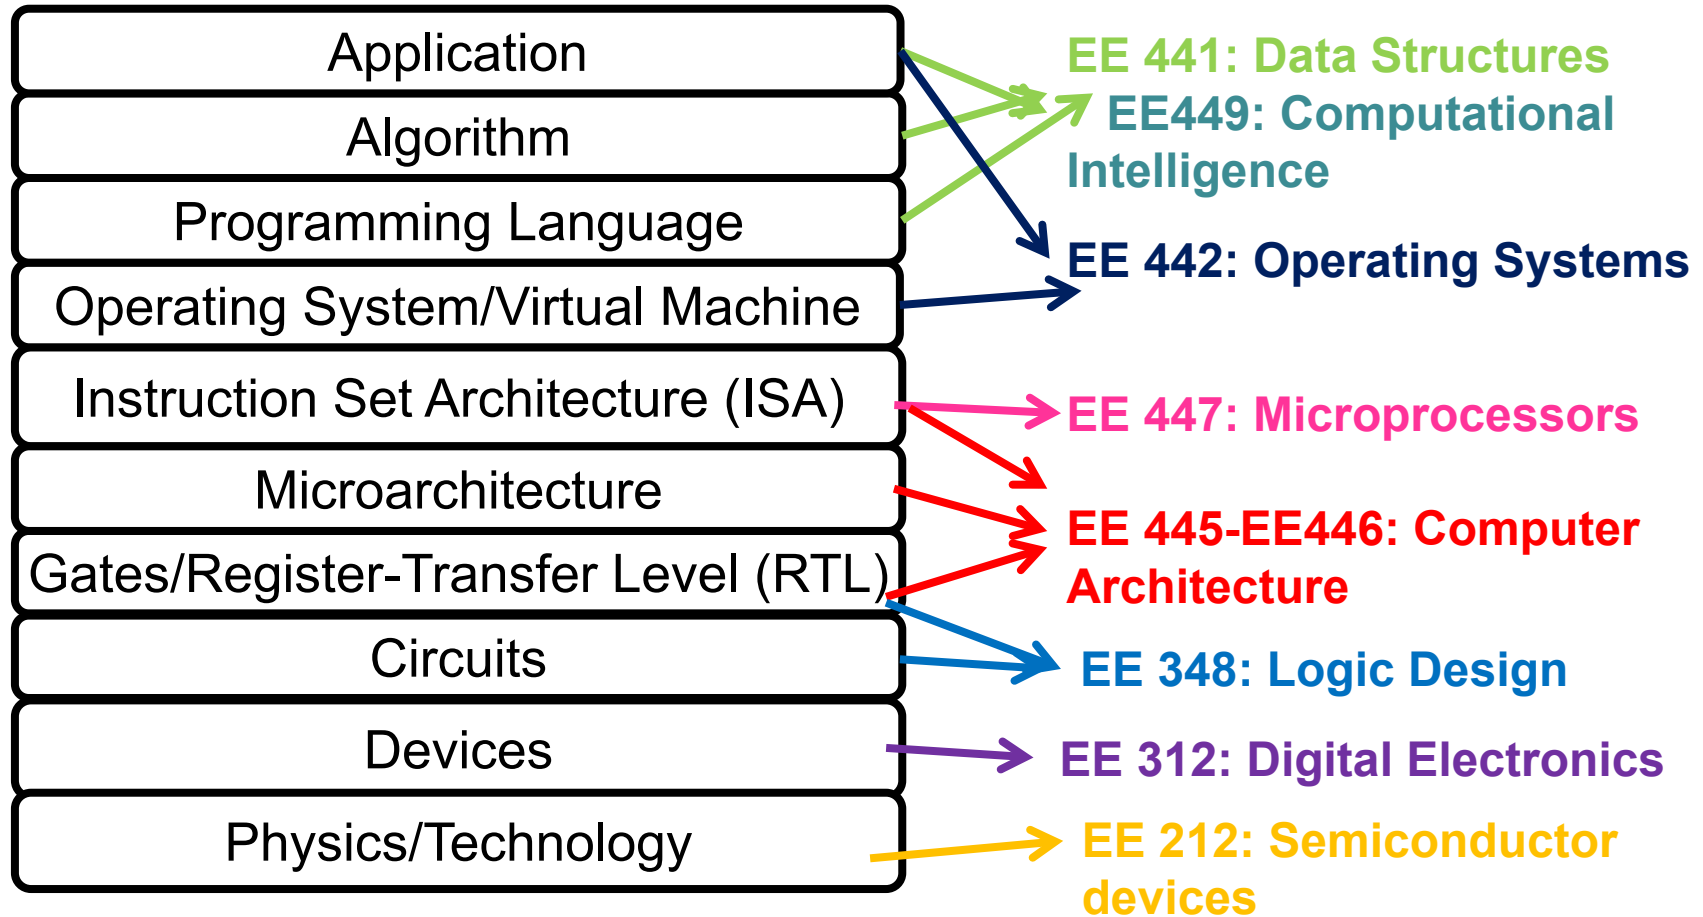 Application
Algorithm
Programming Language
Operating System/Virtual Machine
Instruction Set Architecture (ISA)
Microarchitecture
Gates/Register-Transfer Level (RTL)
Circuits
Devices
Physics/Technology
EE 441: Data Structures
EE449: Computational
Intelligence
EE 442: Operating Systems
EE 447: Microprocessors
EE 445-EE446: Computer
Architecture
EE 348: Logic Design
EE 312: Digital Electronics
EE 212: Semiconductor
devices